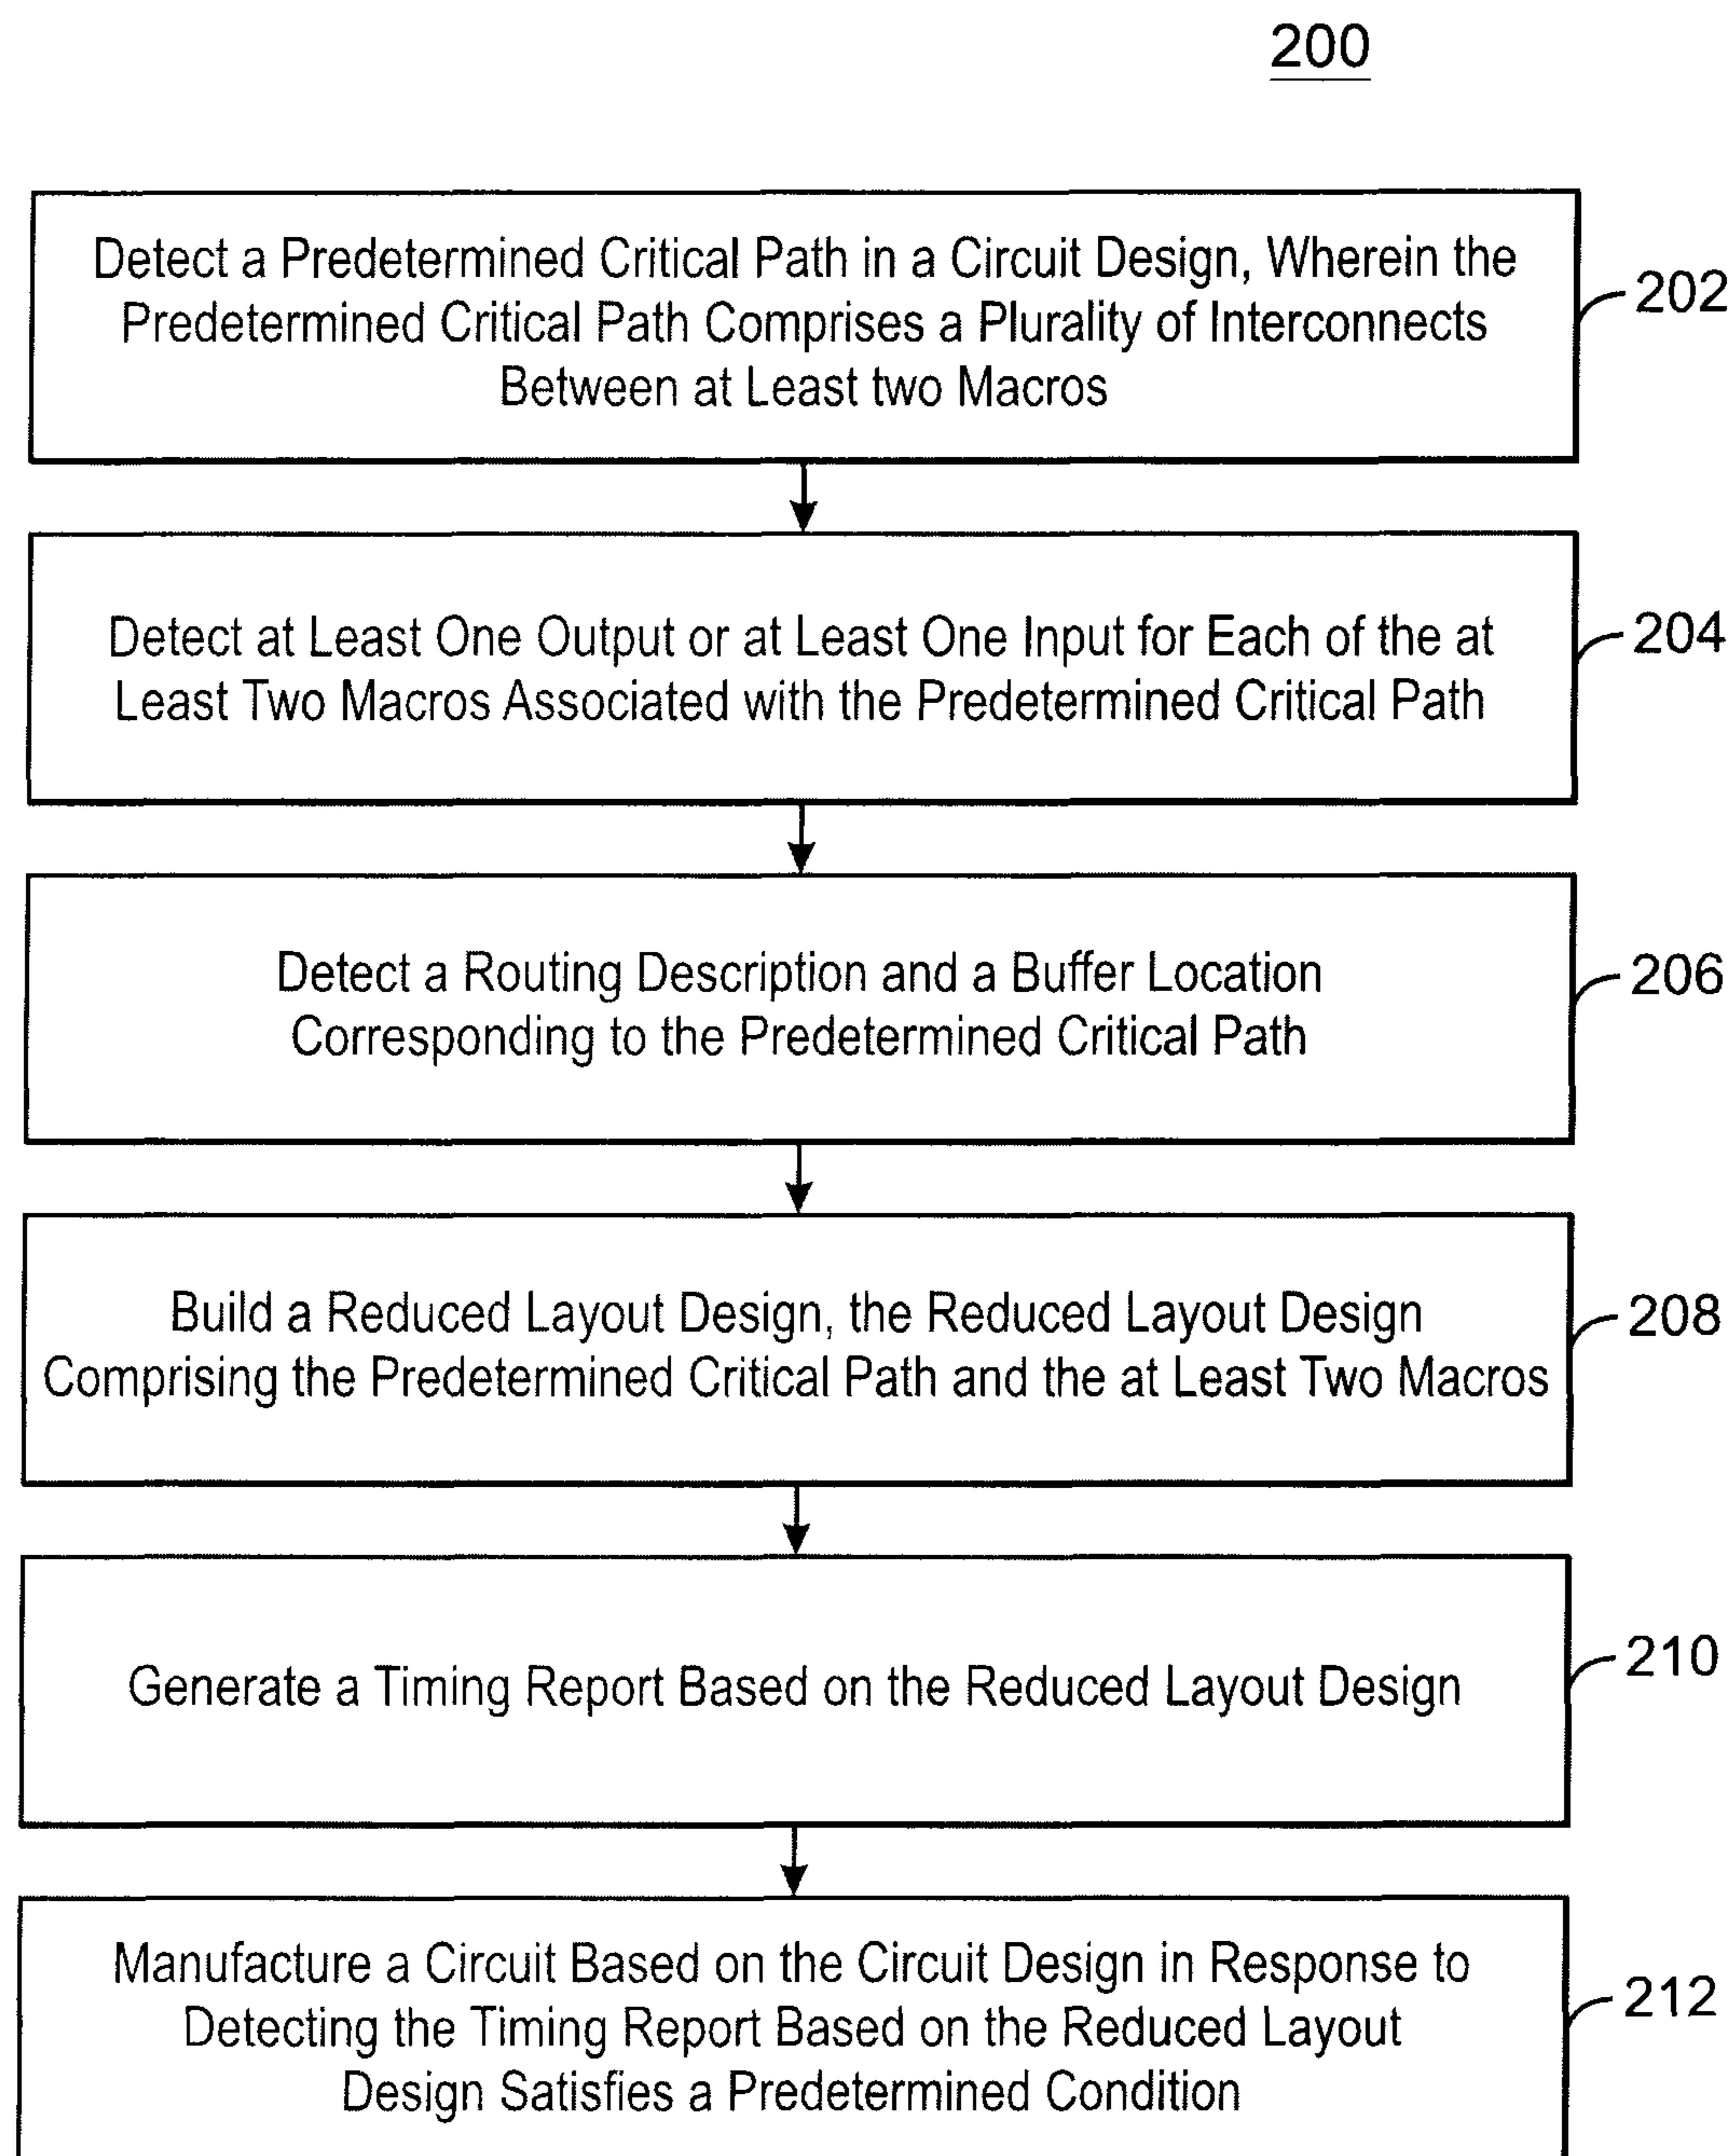 200
Detect a Predetermined Critical Path in a Circuit Design, Wherein the
Predetermined Critical Path Comprises a Plurality of Interconnects
Between at Least two Macros
202
Detect at Least One Output or at Least One Input for Each of the at
Least Two Macros Associated with the Predetermined Critical Path
204
Detect a Routing Description and a Buffer Location
Corresponding to the Predetermined Critical Path
206
Build a Reduced Layout Design, the Reduced Layout Design
Comprising the Predetermined Critical Path and the at Least Two Macros
208
Generate a Timing Report Based on the Reduced Layout Design
210
Manufacture a Circuit Based on the Circuit Design in Response to
Detecting the Timing Report Based on the Reduced Layout
Design Satisfies a Predetermined Condition
212